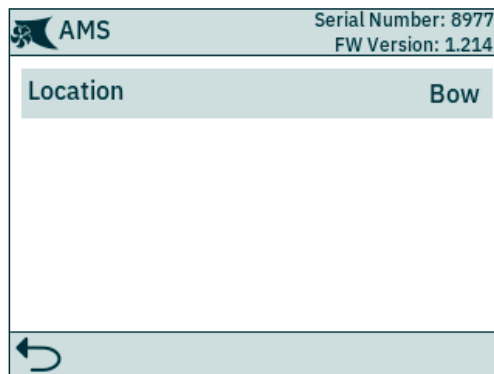 AMS
Serial Number: 8977
FW Version: 1.214
Location
Bow